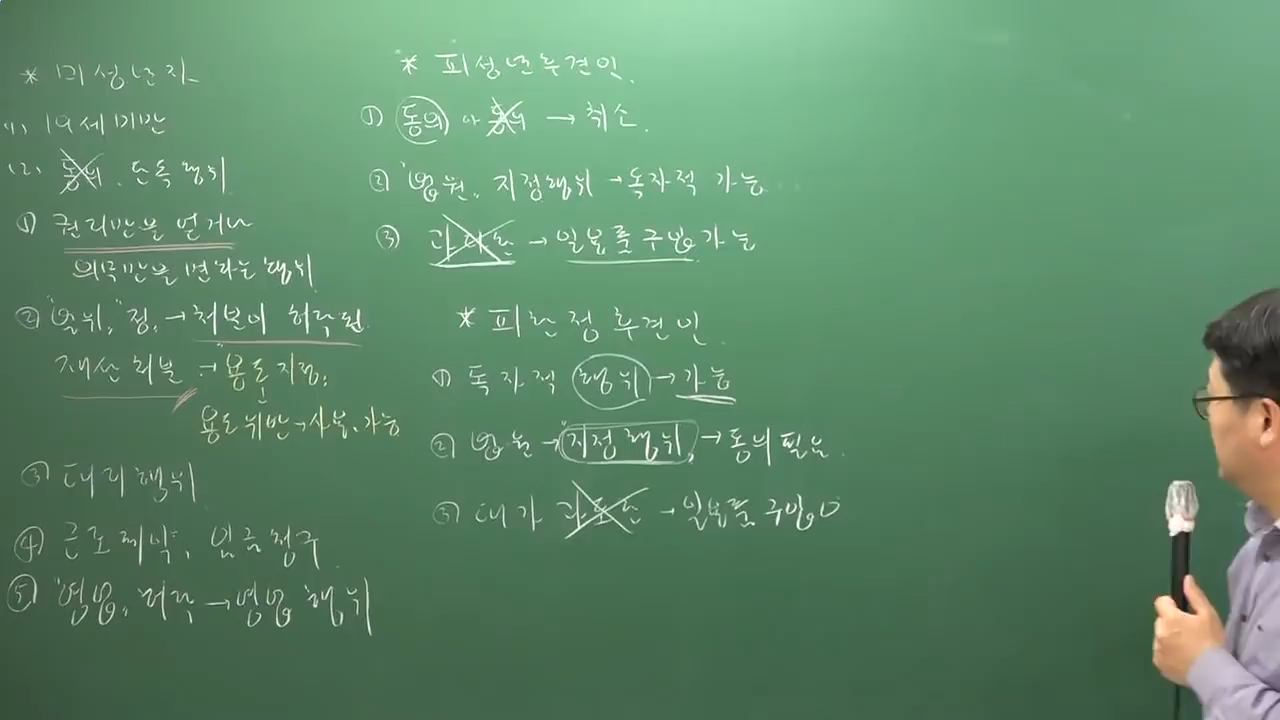 * 미성년자
(1) 19세 미만
(2) 동의 단독행위
① 권리만을 얻거나
의무만을 면하는 행위
② "범위" 정, → 처분이 허락된
재산 처분 → "용도" 지정,
용도위반 → 사용, 가능
③ 대리행위
④ 근로계약, 임금청구
⑤ "영업" 허락 → 영업행위
* 피성년후견인
① 동의 나 동의 → 취소.
② "법원" 지정행위 → 독자적 가능
③ 과다 → 일용품 구입 가능
* 피한정후견인
① 독자적 행위 → 가능
② 법원 → "지정행위" → 동의 필요.
③ 대가 과도 → 일용품 구입 O